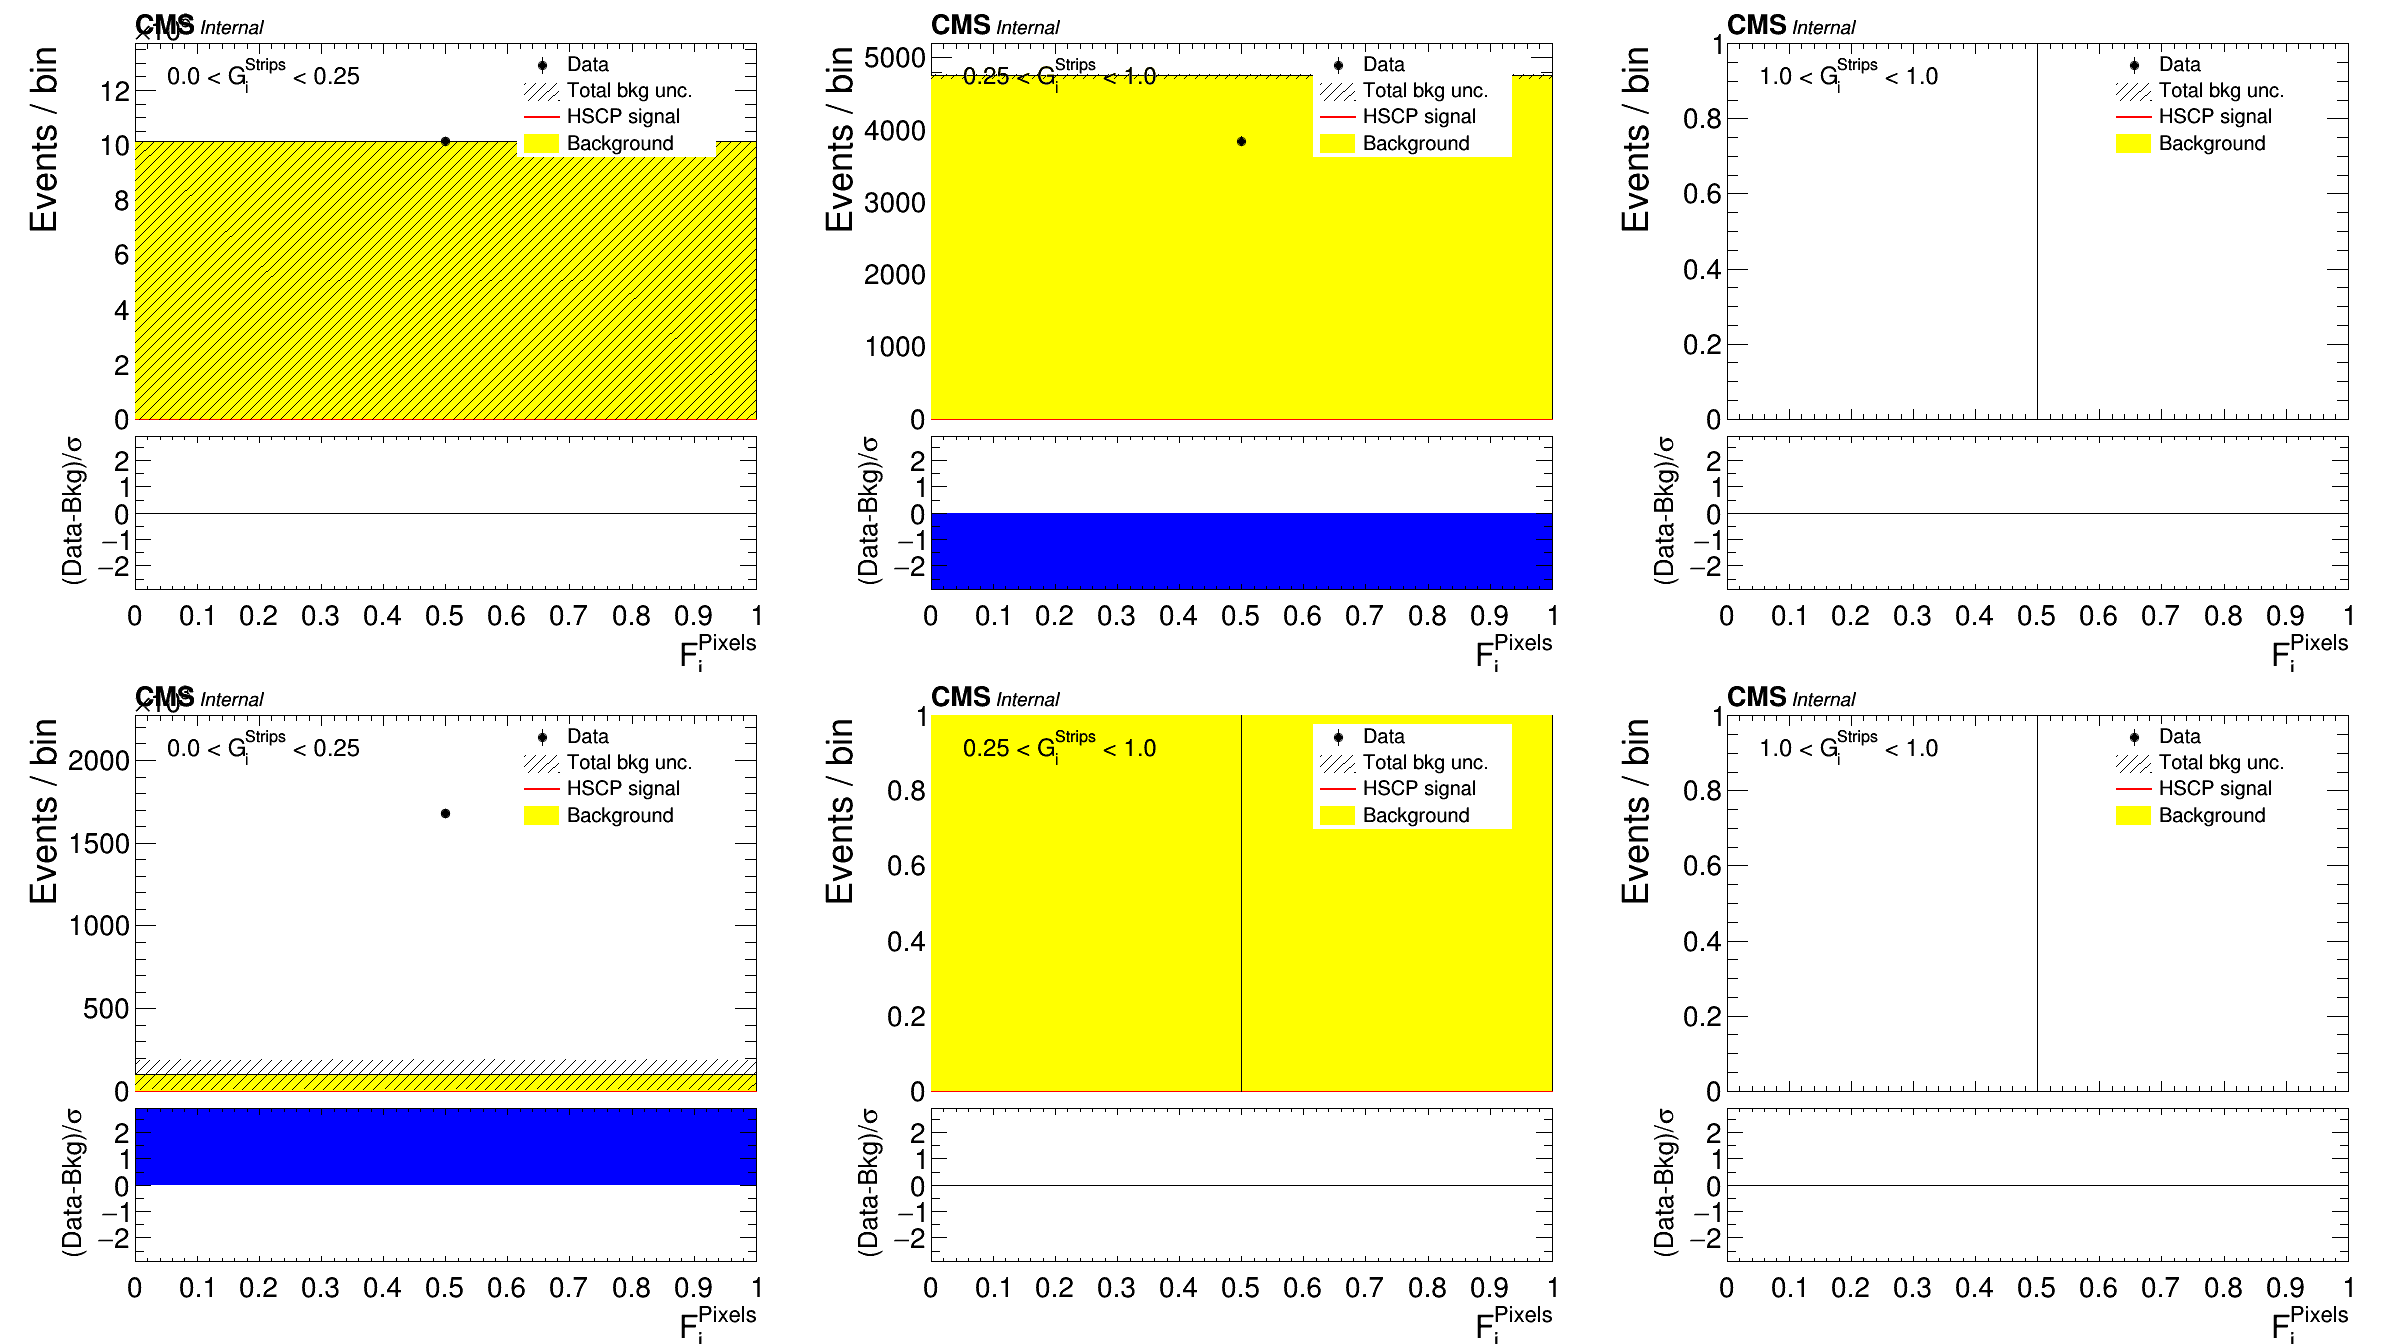 CMS Internal
Events / bin
0.0 < G_i^Strips < 0.25
Data
Total bkg unc.
HSCP signal
Background
12
10
8
6
4
2
0
(Data-Bkg)/σ
2
1
0
−1
−2
0 0.1 0.2 0.3 0.4 0.5 0.6 0.7 0.8 0.9 1
F_i^Pixels
CMS Internal
Events / bin
0.25 < G_i^Strips < 1.0
Data
Total bkg unc.
HSCP signal
Background
5000
4000
3000
2000
1000
0
(Data-Bkg)/σ
2
1
0
−1
−2
0 0.1 0.2 0.3 0.4 0.5 0.6 0.7 0.8 0.9 1
F_i^Pixels
CMS Internal
Events / bin
1.0 < G_i^Strips < 1.0
Data
Total bkg unc.
HSCP signal
Background
1
0.8
0.6
0.4
0.2
0
(Data-Bkg)/σ
2
1
0
−1
−2
0 0.1 0.2 0.3 0.4 0.5 0.6 0.7 0.8 0.9 1
F_i^Pixels
CMS Internal
Events / bin
0.0 < G_i^Strips < 0.25
Data
Total bkg unc.
HSCP signal
Background
2000
1500
1000
500
0
(Data-Bkg)/σ
2
1
0
−1
−2
0 0.1 0.2 0.3 0.4 0.5 0.6 0.7 0.8 0.9 1
F_i^Pixels
CMS Internal
Events / bin
0.25 < G_i^Strips < 1.0
Data
Total bkg unc.
HSCP signal
Background
1
0.8
0.6
0.4
0.2
0
(Data-Bkg)/σ
2
1
0
−1
−2
0 0.1 0.2 0.3 0.4 0.5 0.6 0.7 0.8 0.9 1
F_i^Pixels
CMS Internal
Events / bin
1.0 < G_i^Strips < 1.0
Data
Total bkg unc.
HSCP signal
Background
1
0.8
0.6
0.4
0.2
0
(Data-Bkg)/σ
2
1
0
−1
−2
0 0.1 0.2 0.3 0.4 0.5 0.6 0.7 0.8 0.9 1
F_i^Pixels